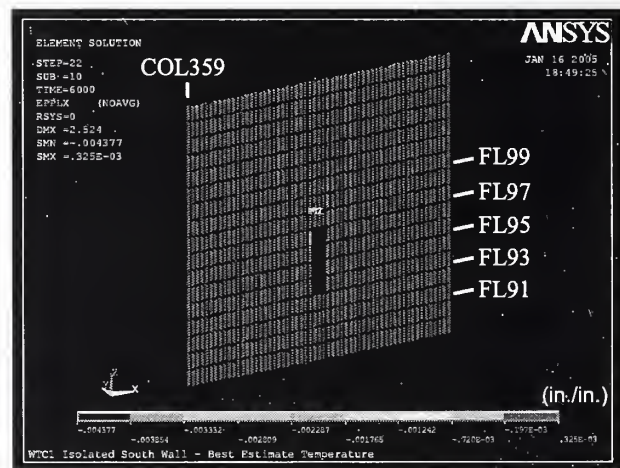 ANSYS
JAN 16 2005
18:49:25
ELEMENT SOLUTION
STEP=22
SUB =10
TIME=6000
EPPLX (NOAVG)
RSYS=0
DMX =2.524
SMN =-.004377
SMX =.325E-03
COL359
FL99
FL97
FL95
FL93
FL91
(in./in.)
-.004377 -.003332 -.002287 -.001242 -.197E-03
-.003854 -.002809 -.001765 -.720E-03 .325E-03
WTC1 Isolated South Wall - Best Estimate Temperature